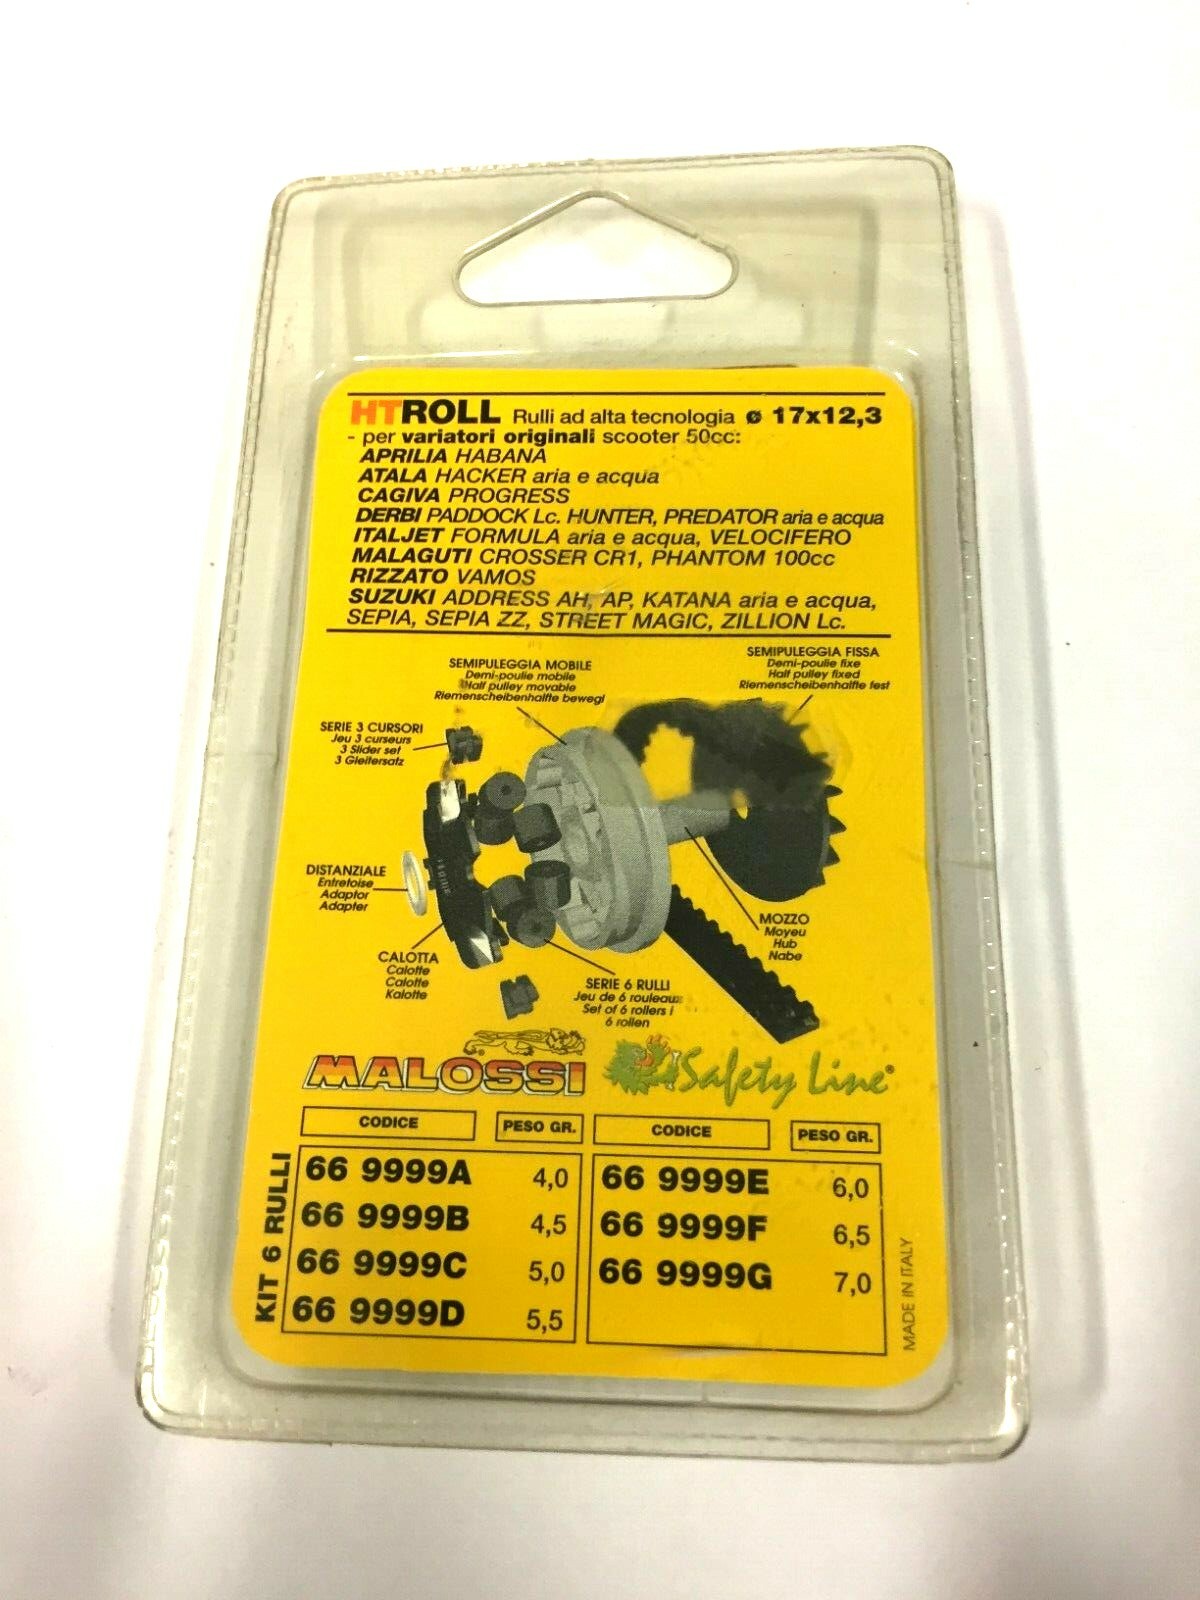 HTROLL Rulli ad alta tecnologia ø 17x12,3
- per variatori originali scooter 50cc:
APRILIA HABANA
ATALA HACKER aria e acqua
CAGIVA PROGRESS
DERBI PADDOCK Lc. HUNTER, PREDATOR aria e acqua
ITALJET FORMULA aria e acqua, VELOCIFERO
MALAGUTI CROSSER CR1, PHANTOM 100cc
RIZZATO VAMOS
SUZUKI ADDRESS AH, AP, KATANA aria e acqua,
SEPIA, SEPIA ZZ, STREET MAGIC, ZILLION Lc.
SEMIPULEGGIA FISSA
Demi-poulie fixe
Half pulley fixed
Riemenscheibenhalfte fest
SEMIPULEGGIA MOBILE
Demi-poulie mobile
Half pulley movable
Riemenscheibenhalfte bewegl
SERIE 3 CURSORI
Jeu 3 curseurs
3 Slider set
3 Gleitersatz
DISTANZIALE
Entretoise
Adaptor
Adapter
MOZZO
Moyeu
Hub
Nabe
CALOTTA
Calotte
Calotte
Kalotte
SERIE 6 RULLI
Jeu de 6 rouleaux
Set of 6 rollers
6 rollen
MALOSSI
Safety Line®
KIT 6 RULLI
CODICE PESO GR. CODICE PESO GR.
66 9999A 4,0 66 9999E 6,0
66 9999B 4,5 66 9999F 6,5
66 9999C 5,0 66 9999G 7,0
66 9999D 5,5
MADE IN ITALY